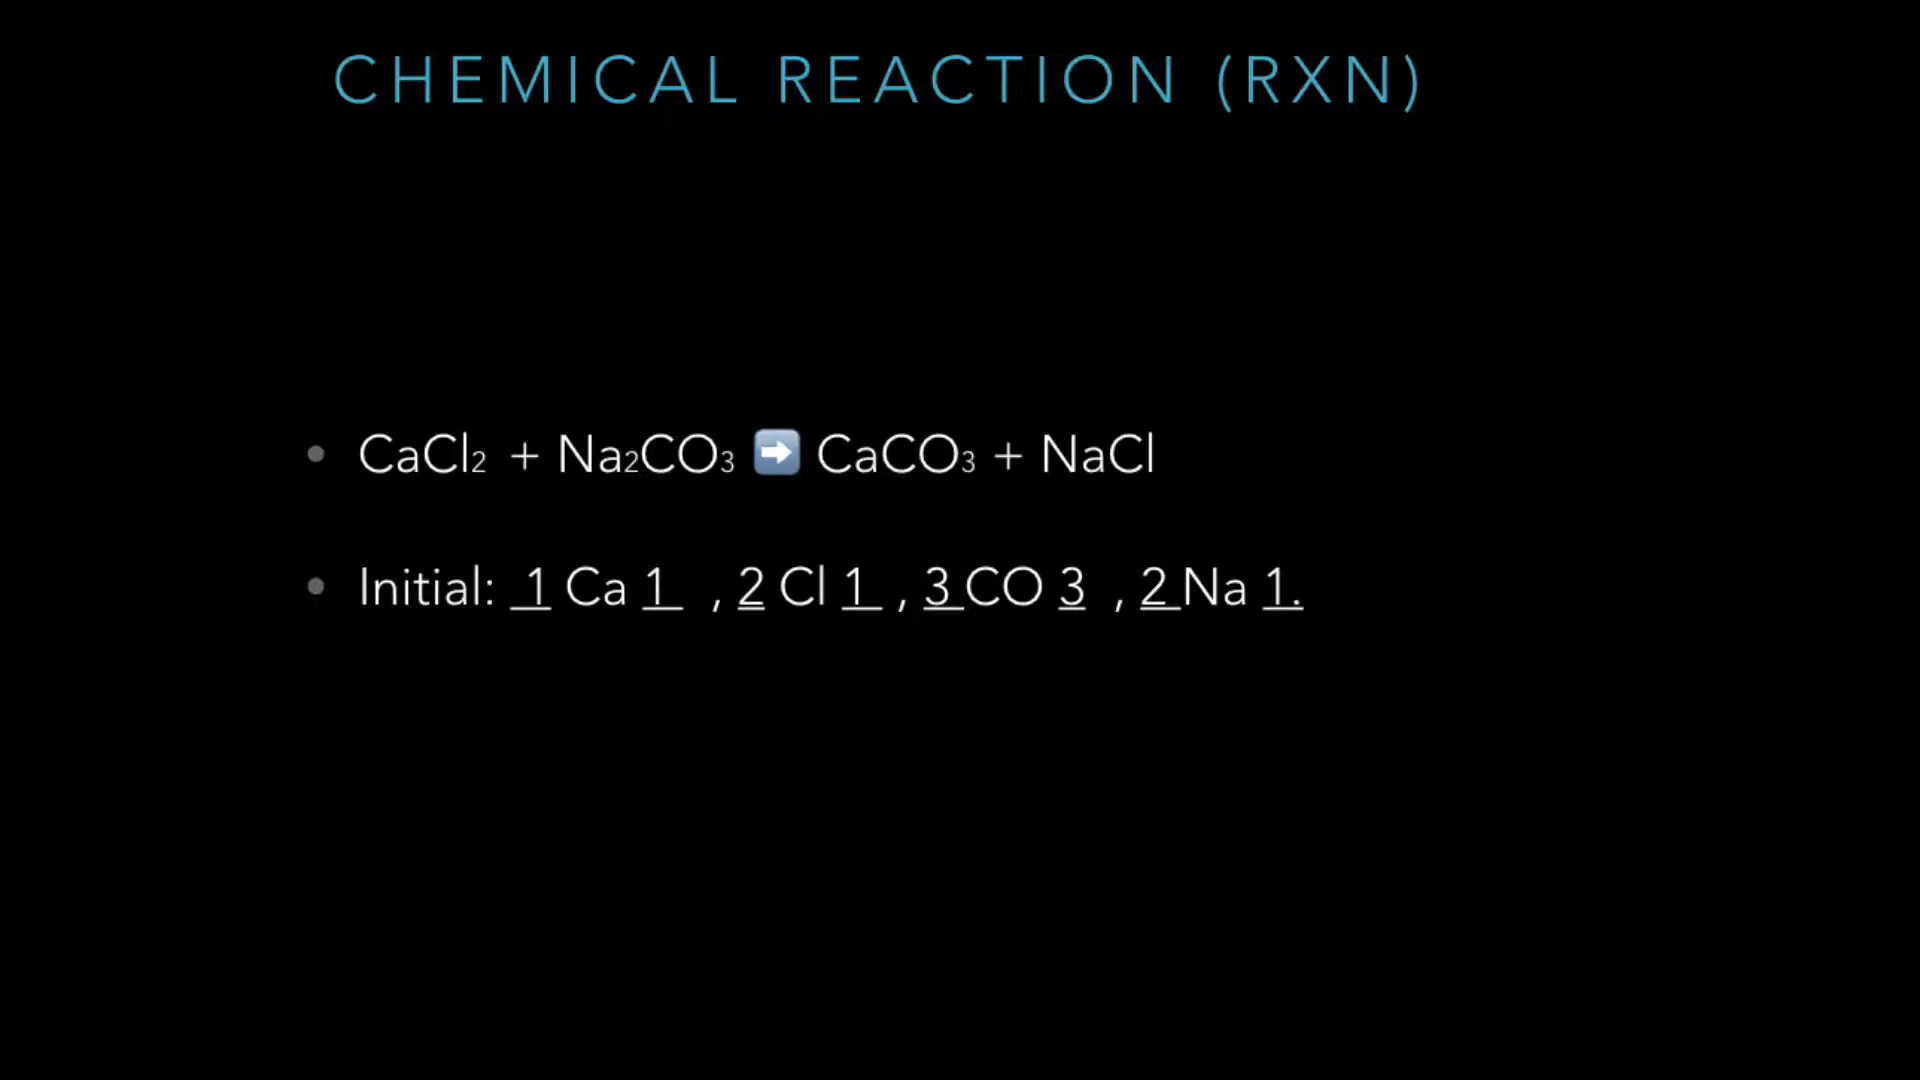 CHEMICAL REACTION (RXN)
• CaCl₂ + Na₂CO₃ ➡️ CaCO₃ + NaCl
• Initial: 1 Ca 1 , 2 Cl 1 , 3 CO 3 , 2 Na 1.